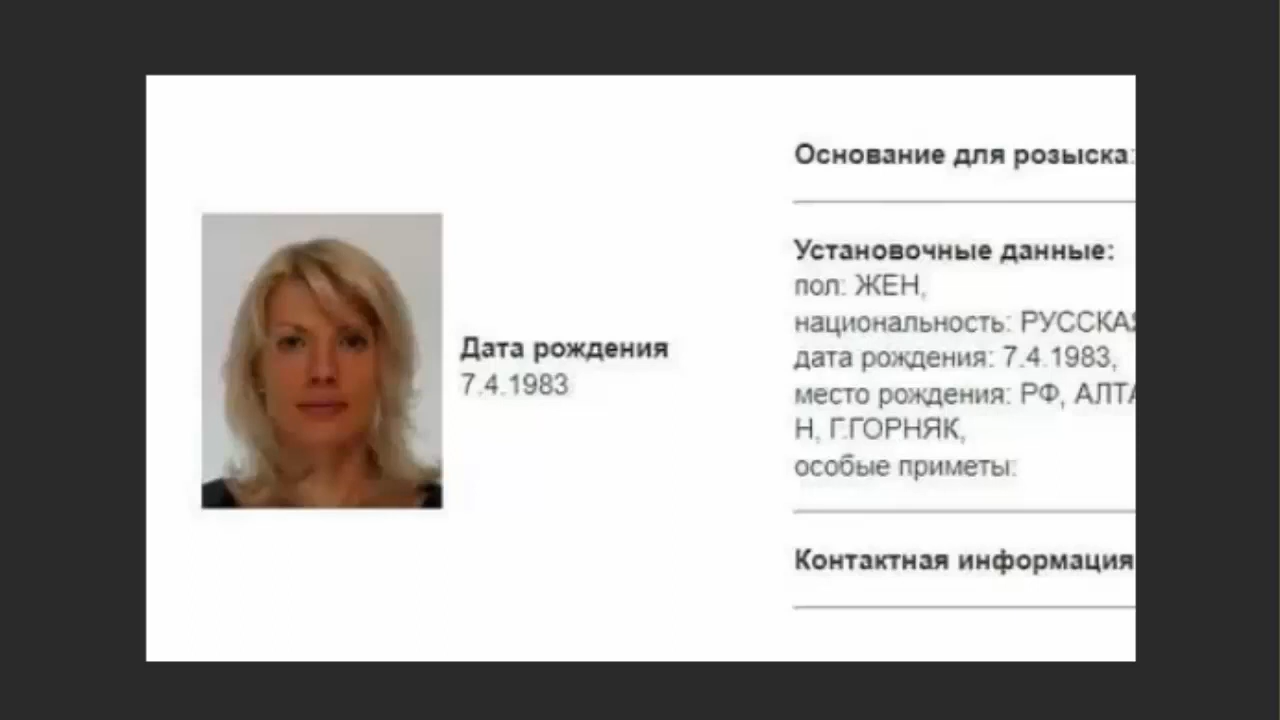 Основание для розыска:
Установочные данные:
пол: ЖЕН,
национальность: РУССКА
Дата рождения
7.4.1983
дата рождения: 7.4.1983,
место рождения: РФ, АЛТА
Н, Г.ГОРНЯК,
особые приметы:
Контактная информация